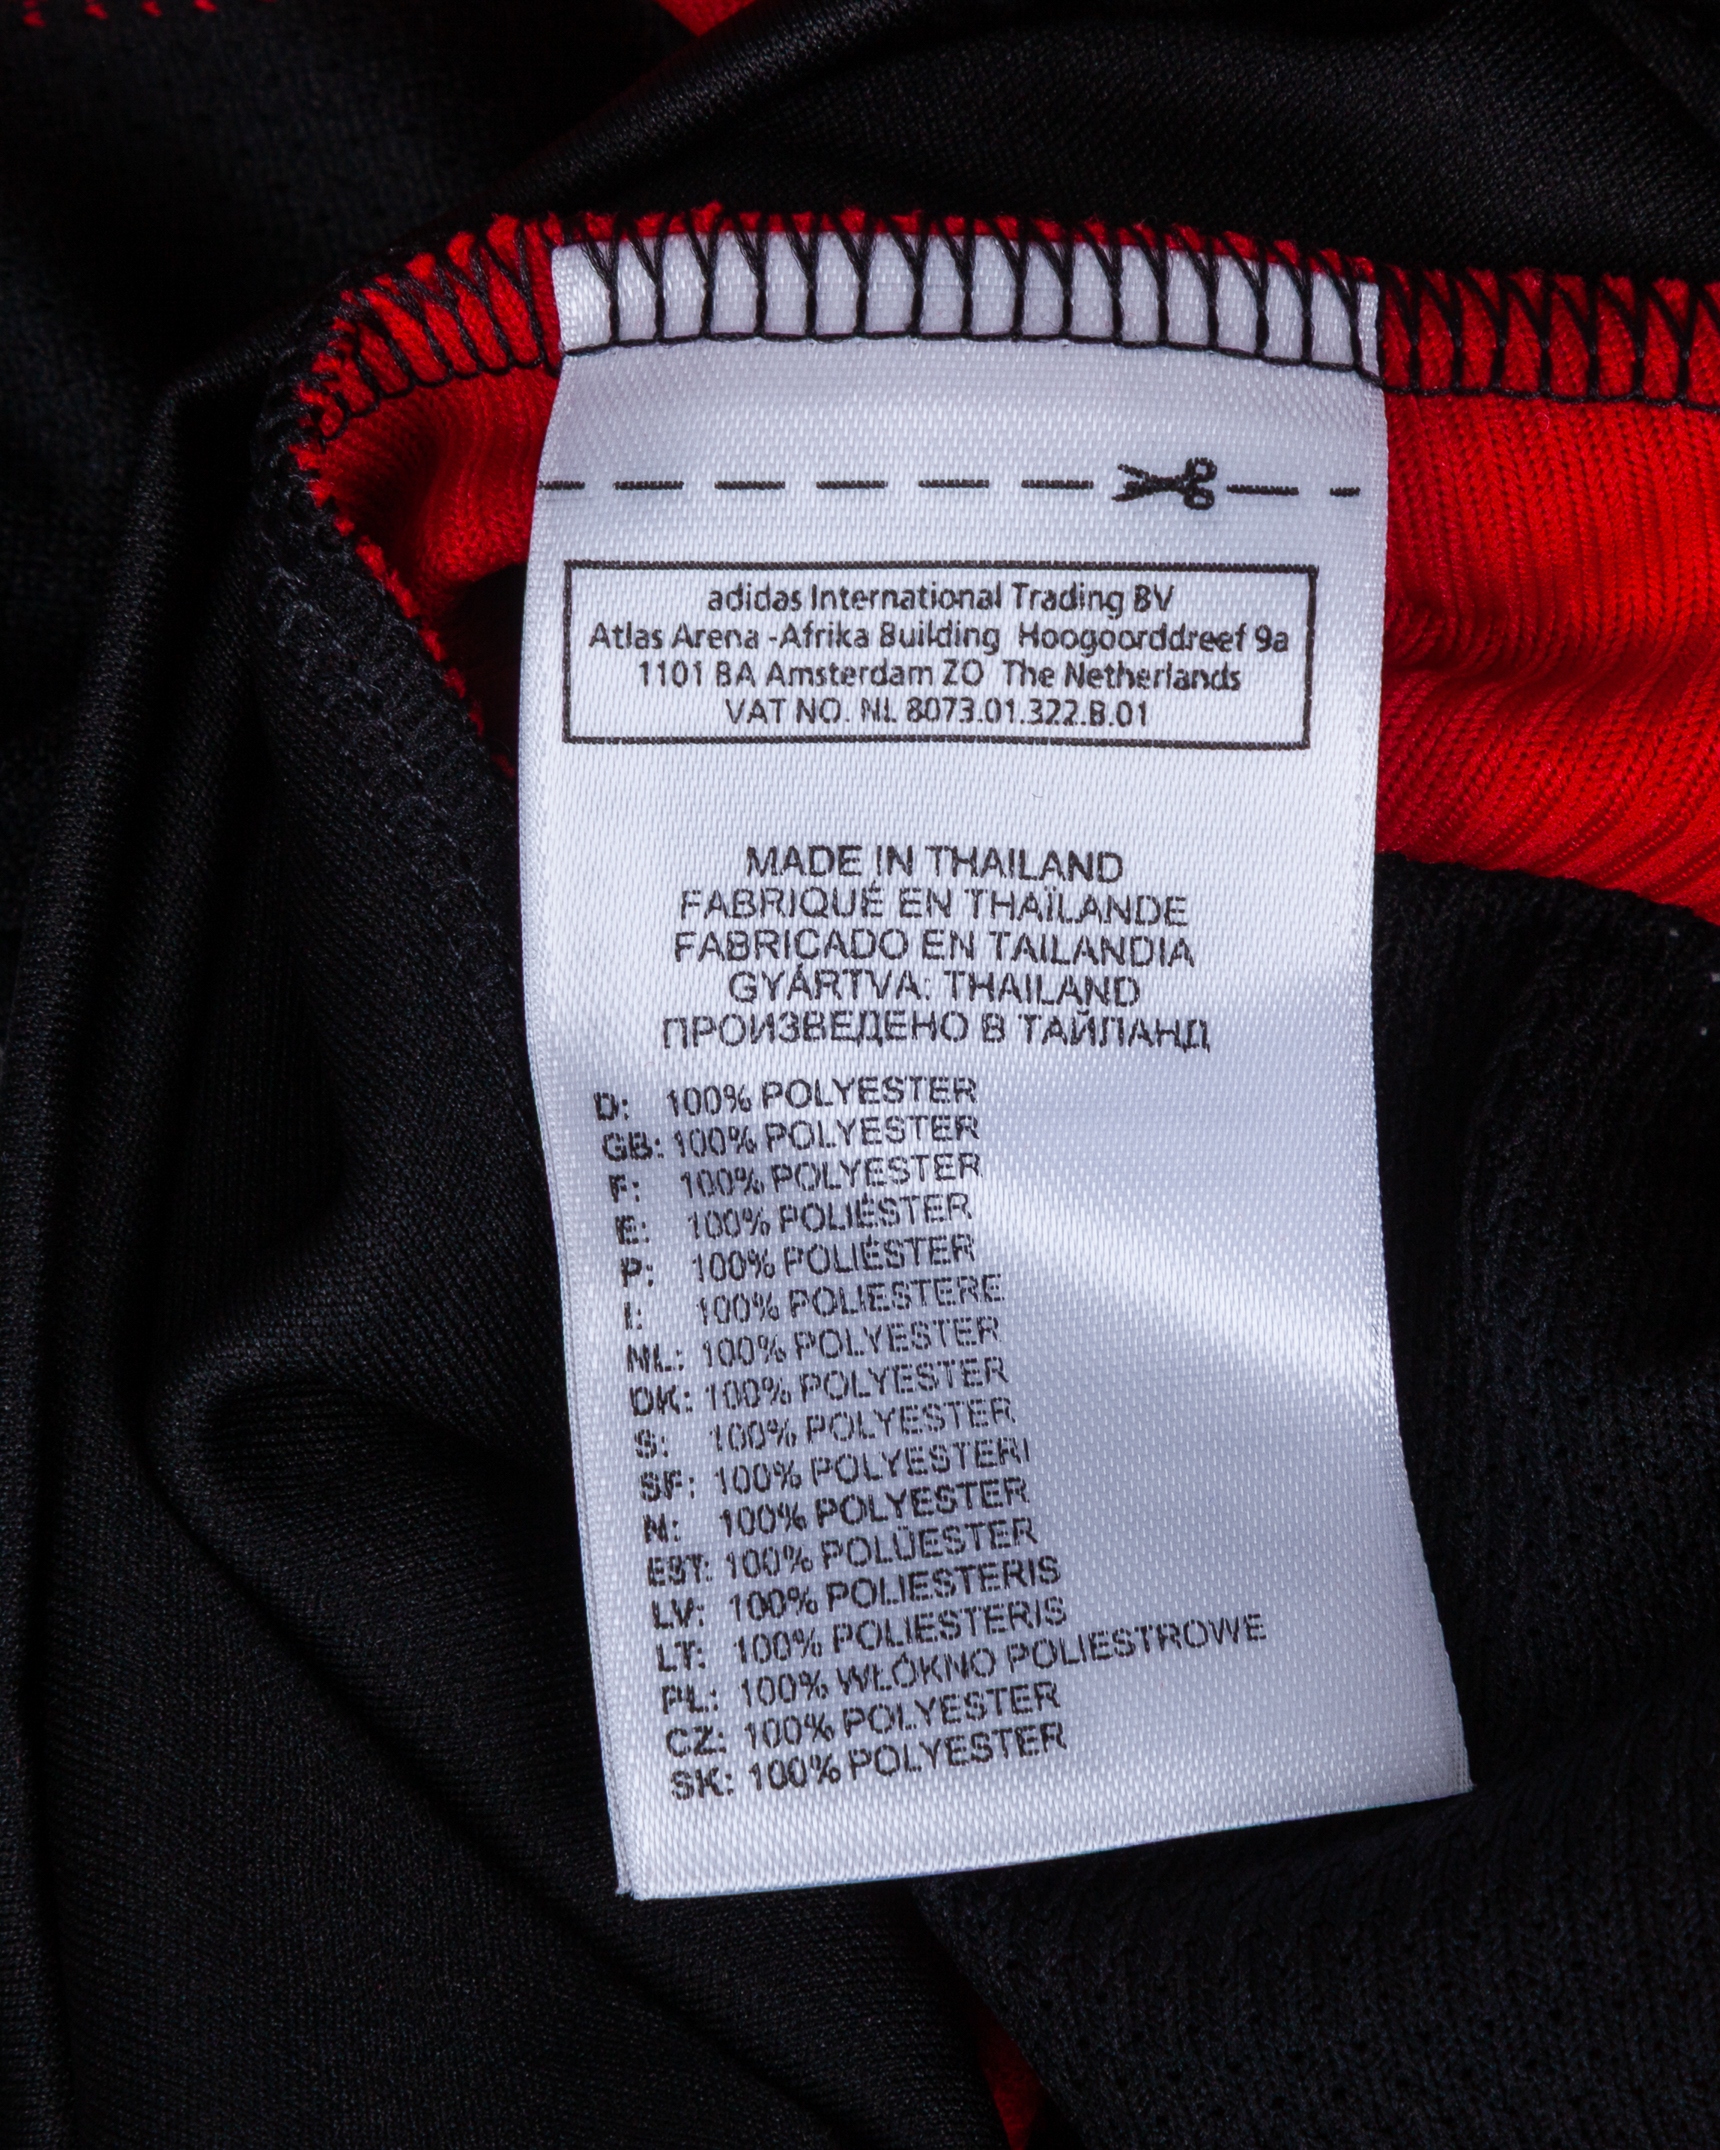 adidas International Trading BV
Atlas Arena -Afrika Building Hoogoorddreef 9a
1101 BA Amsterdam ZO The Netherlands
VAT NO. NL 8073.01.322.B.01
MADE IN THAILAND
FABRIQUÉ EN THAÏLANDE
FABRICADO EN TAILANDIA
GYÁRTVA: THAILAND
ПРОИЗВЕДЕНО В ТАЙЛАНД
D: 100% POLYESTER
GB: 100% POLYESTER
F: 100% POLYESTER
E: 100% POLIÉSTER
P: 100% POLIÉSTER
I: 100% POLIESTERE
NL: 100% POLYESTER
DK: 100% POLYESTER
S: 100% POLYESTER
SF: 100% POLYESTERI
N: 100% POLYESTER
EST: 100% POLÜESTER
LV: 100% POLIESTERIS
LT: 100% POLIESTERIS
PL: 100% WŁÓKNO POLIESTROWE
CZ: 100% POLYESTER
SK: 100% POLYESTER